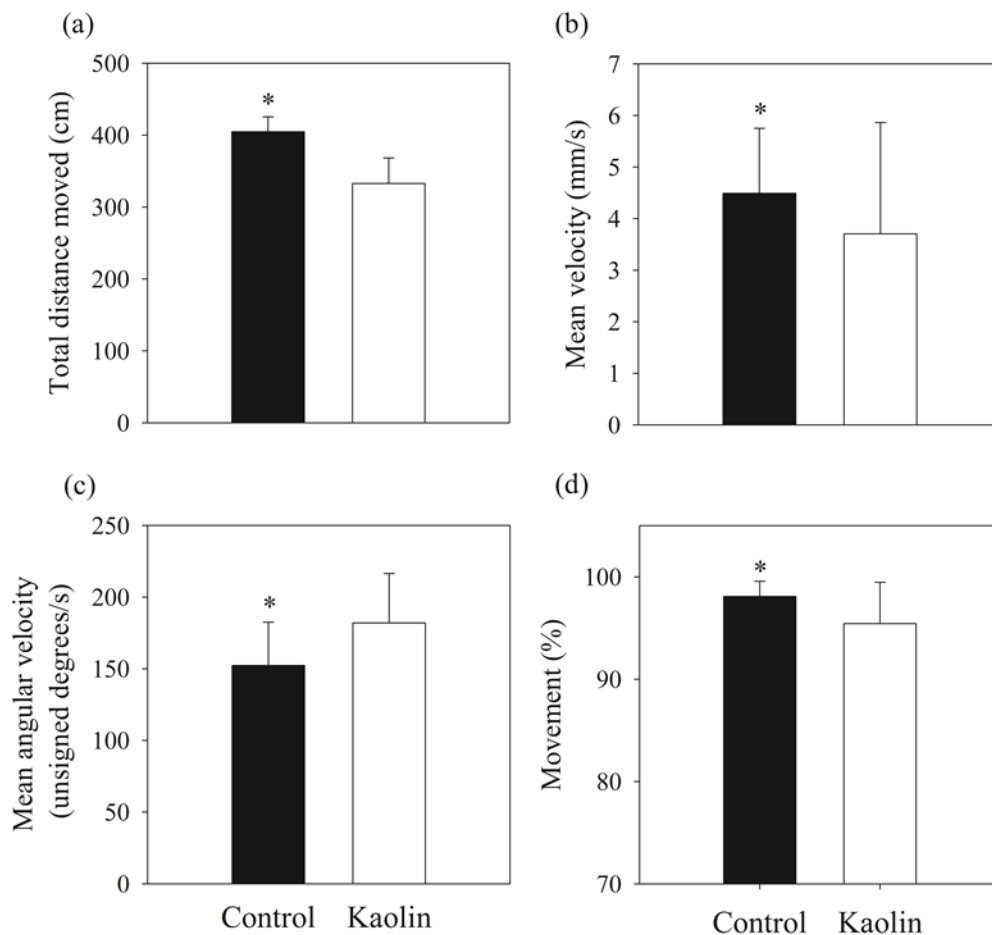 (a)
Total distance moved (cm)
500
400
300
200
100
0
*
(b)
Mean velocity (mm/s)
7
6
5
4
3
2
1
0
*
(c)
Mean angular velocity
(unsigned degrees/s)
250
200
150
100
50
0
*
Control Kaolin
(d)
Movement (%)
100
90
80
70
*
Control Kaolin